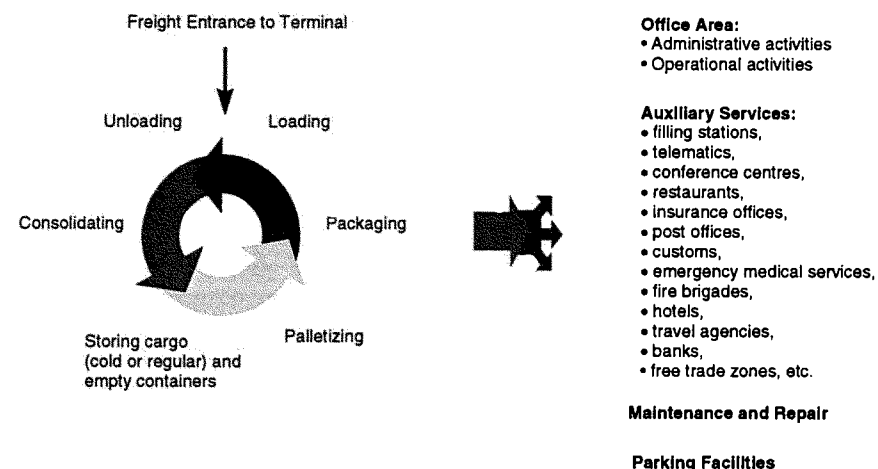 Freight Entrance to Terminal
Unloading
Loading
Consolidating
Packaging
Storing cargo
(cold or regular) and
empty containers
Palletizing
Office Area:
• Administrative activities
• Operational activities
Auxiliary Services:
• filling stations,
• telematics,
• conference centres,
• restaurants,
• insurance offices,
• post offices,
• customs,
• emergency medical services,
• fire brigades,
• hotels,
• travel agencies,
• banks,
• free trade zones, etc.
Maintenance and Repair
Parking Facilities